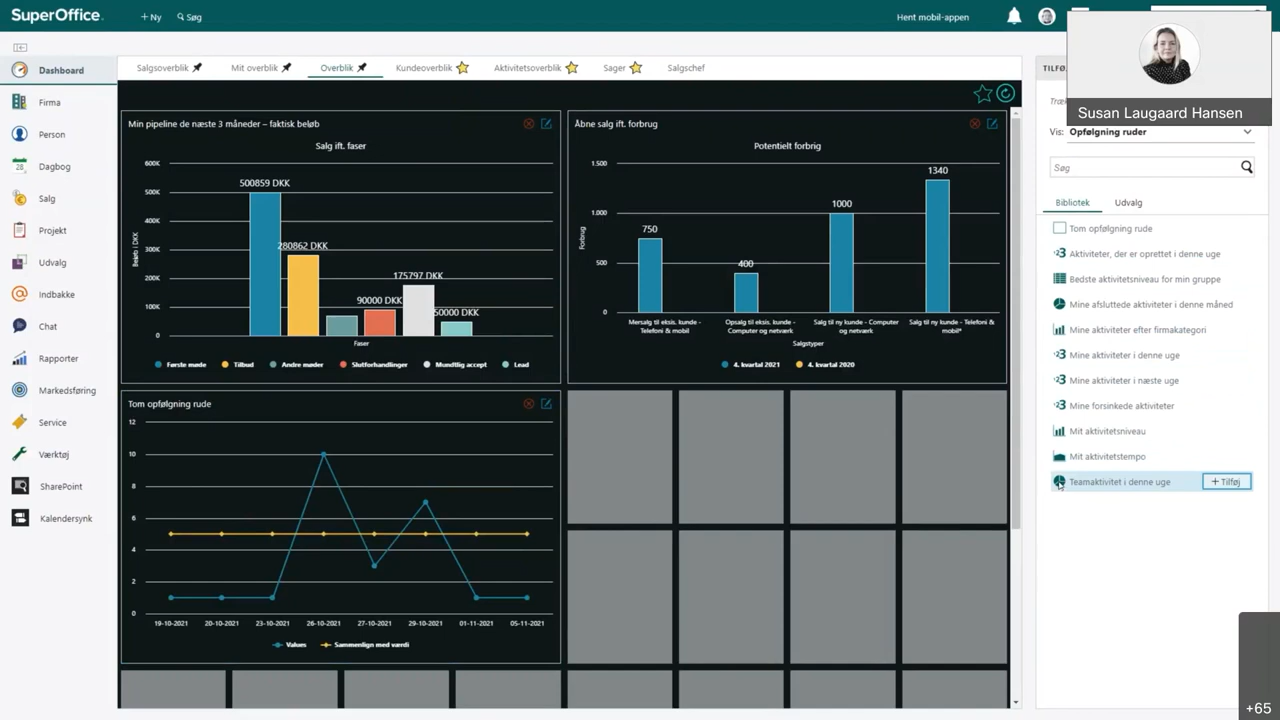 SuperOffice.
+ Ny
Søg
Hent mobil-appen
Susan Laugaard Hansen
Dashboard
Firma
Person
28
Dagbog
Salg
Projekt
Udvalg
Indbakke
Chat
Rapporter
Markedsføring
Service
Værktøj
SharePoint
Kalendersynk
Salgsoverblik
Mit overblik
Overblik
Kundeoverblik
Aktivitetsoverblik
Sager
Salgschef
Min pipeline de næste 3 måneder – faktisk beløb
Salg ift. faser
600K
500K
400K
300K
200K
100K
0
Beløb i DKK
500859 DKK
280862 DKK
90000 DKK
175797 DKK
50000 DKK
Faser
Første møde
Tilbud
Andre møder
Slutforhandlinger
Mundtlig accept
Lead
Åbne salg ift. forbrug
Potentielt forbrig
1.500
1.000
500
0
Forbrug
750
400
1000
1340
Mersalg til eksis. kunde - Telefoni & mobil
Opsalg til eksis. kunde - Computer og netværk
Salg til ny kunde - Computer og netværk
Salg til ny kunde - Telefoni & mobil*
Salgstyper
4. kvartal 2021
4. kvartal 2020
Tom opfølgning rude
12
10
8
6
4
2
0
19-10-2021
20-10-2021
23-10-2021
26-10-2021
27-10-2021
29-10-2021
01-11-2021
05-11-2021
Values
Sammenlign med værdi
Vis: Opfølgning ruder
Søg
Bibliotek
Udvalg
Tom opfølgning rude
Aktiviteter, der er oprettet i denne uge
Bedste aktivitetsniveau for min gruppe
Mine afsluttede aktiviteter i denne måned
Mine aktiviteter efter firmakategori
Mine aktiviteter i denne uge
Mine aktiviteter i næste uge
Mine forsinkede aktiviteter
Mit aktivitetsniveau
Mit aktivitetstempo
Teamaktivitet i denne uge
+ Tilføj
+65